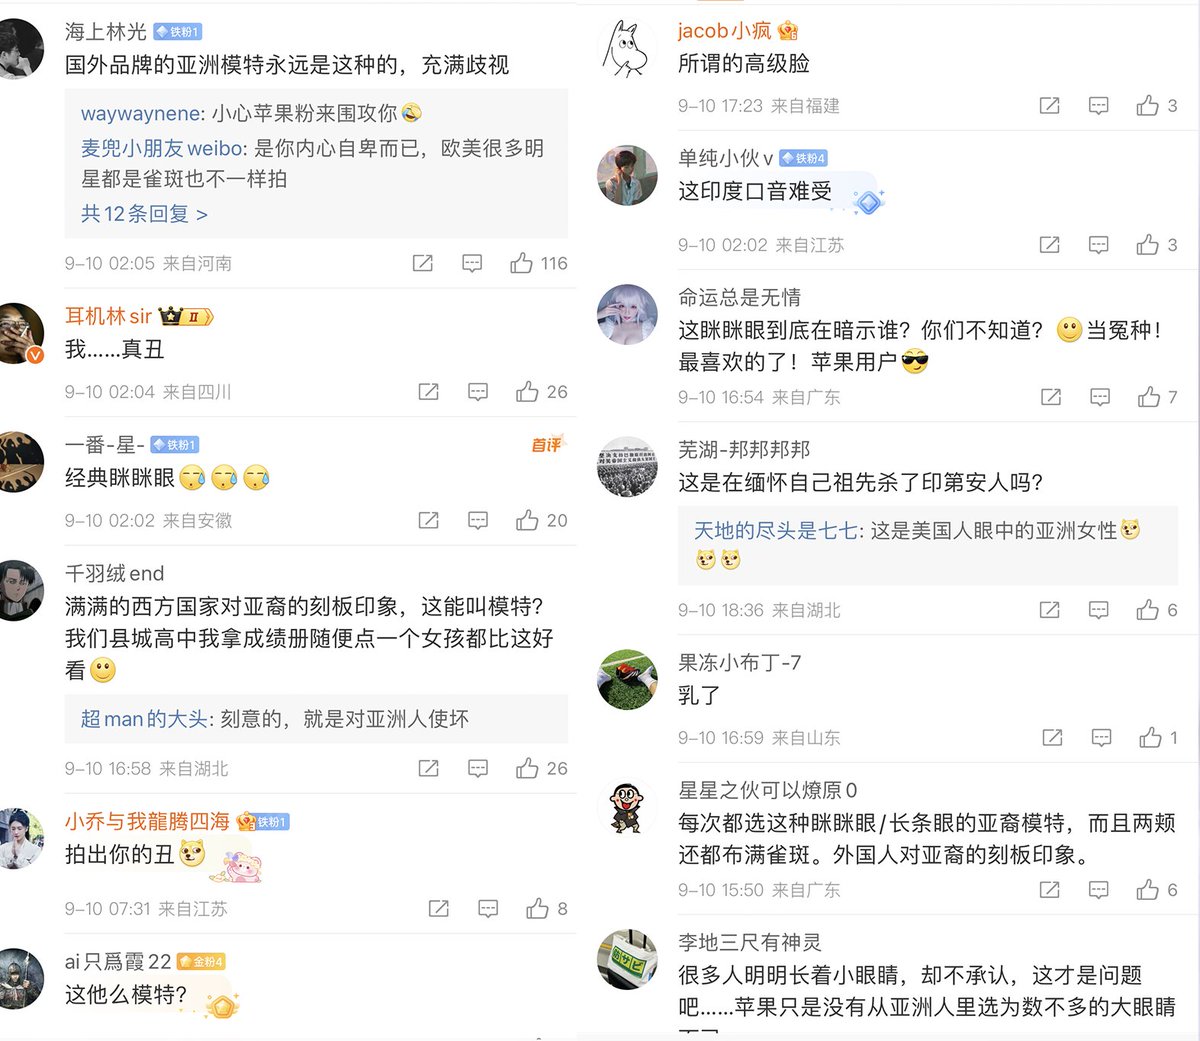 海上林光 铁粉1
国外品牌的亚洲模特永远是这种的，充满歧视
waywaynene: 小心苹果粉来围攻你
麦兜小朋友weibo: 是你内心自卑而已，欧美很多明
星都是雀斑也不一样拍
共12条回复 >
9-10 02:05 来自河南 116
耳机林sir II
我……真丑
9-10 02:04 来自四川 26
一番-星- 铁粉1 首评
经典眯眯眼
9-10 02:02 来自安徽 20
千羽绒end
满满的西方国家对亚裔的刻板印象，这能叫模特？
我们县城高中我拿成绩册随便点一个女孩都比这好
看
超man的大头: 刻意的，就是对亚洲人使坏
9-10 16:58 来自湖北 26
小乔与我龍腾四海 铁粉1
拍出你的丑
9-10 07:31 来自江苏 8
ai只爲霞22 金粉4
这他么模特？
jacob小疯
所谓的高级脸
9-10 17:23 来自福建 3
单纯小伙v 铁粉4
这印度口音难受
9-10 02:02 来自江苏 3
命运总是无情
这眯眯眼到底在暗示谁？你们不知道？当冤种！
最喜欢的了！苹果用户
9-10 16:54 来自广东 7
芜湖-邦邦邦邦
这是在缅怀自己祖先杀了印第安人吗？
天地的尽头是七七: 这是美国人眼中的亚洲女性
9-10 18:36 来自湖北 6
果冻小布丁-7
乳了
9-10 16:59 来自山东 1
星星之伙可以燎原0
每次都选这种眯眯眼/长条眼的亚裔模特，而且两颊
还都布满雀斑。外国人对亚裔的刻板印象。
9-10 15:50 来自广东 6
李地三尺有神灵
很多人明明长着小眼睛，却不承认，这才是问题
吧……苹果只是没有从亚洲人里选为数不多的大眼睛